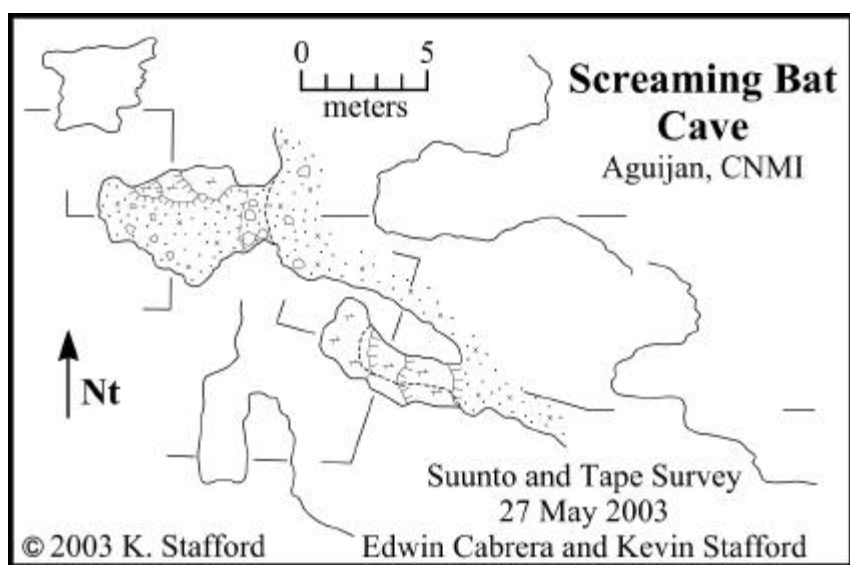 0 5
meters
Screaming Bat
Cave
Aguijan, CNMI
Nt
Suunto and Tape Survey
27 May 2003
© 2003 K. Stafford
Edwin Cabrera and Kevin Stafford